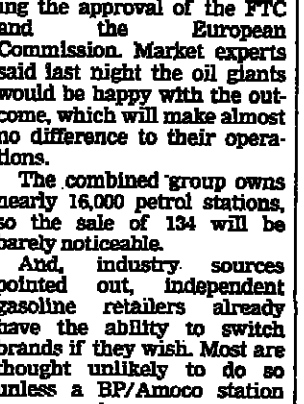 ing the approval of the FTC
and the European
Commission. Market experts
said last night the oil giants
would be happy with the out-
come, which will make almost
no difference to their opera-
tions.
The combined group owns
nearly 16,000 petrol stations,
so the sale of 134 will be
barely noticeable.
And, industry sources
pointed out, independent
gasoline retailers already
have the ability to switch
brands if they wish. Most are
thought unlikely to do so
unless a BP/Amoco station